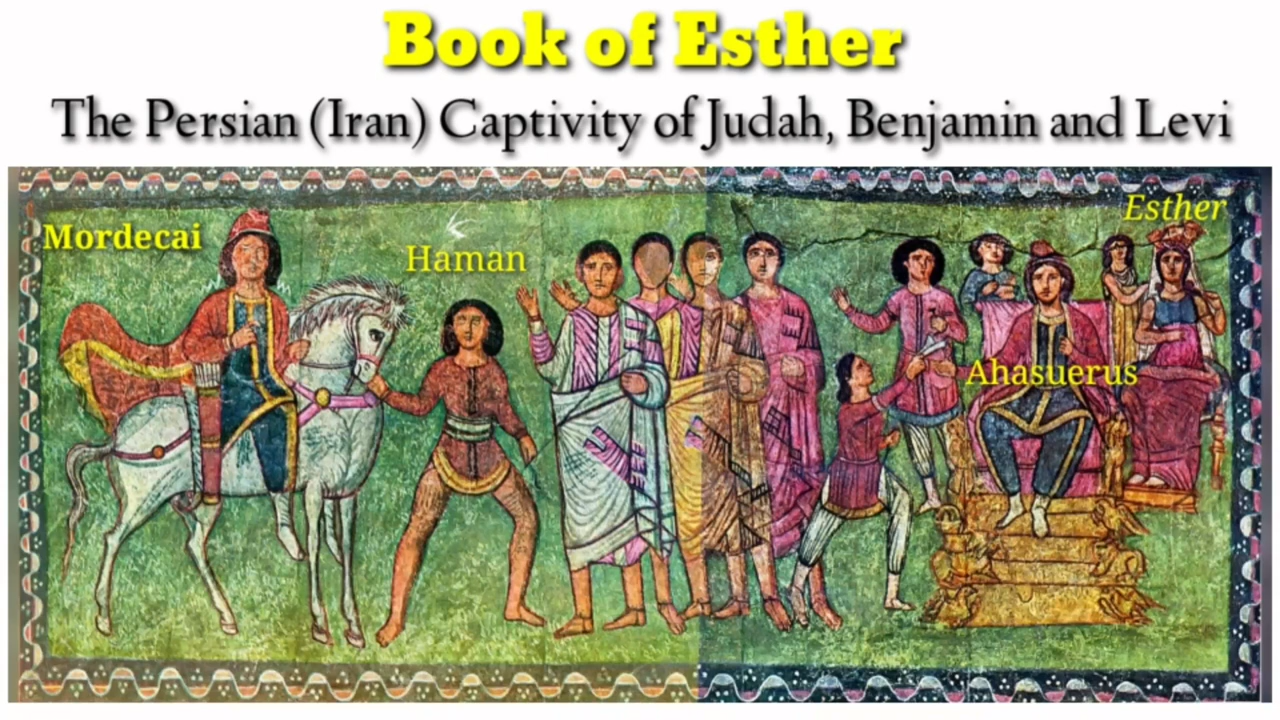 Book of Esther
The Persian (Iran) Captivity of Judah, Benjamin and Levi
Mordecai
Haman
Esther
Ahasuerus